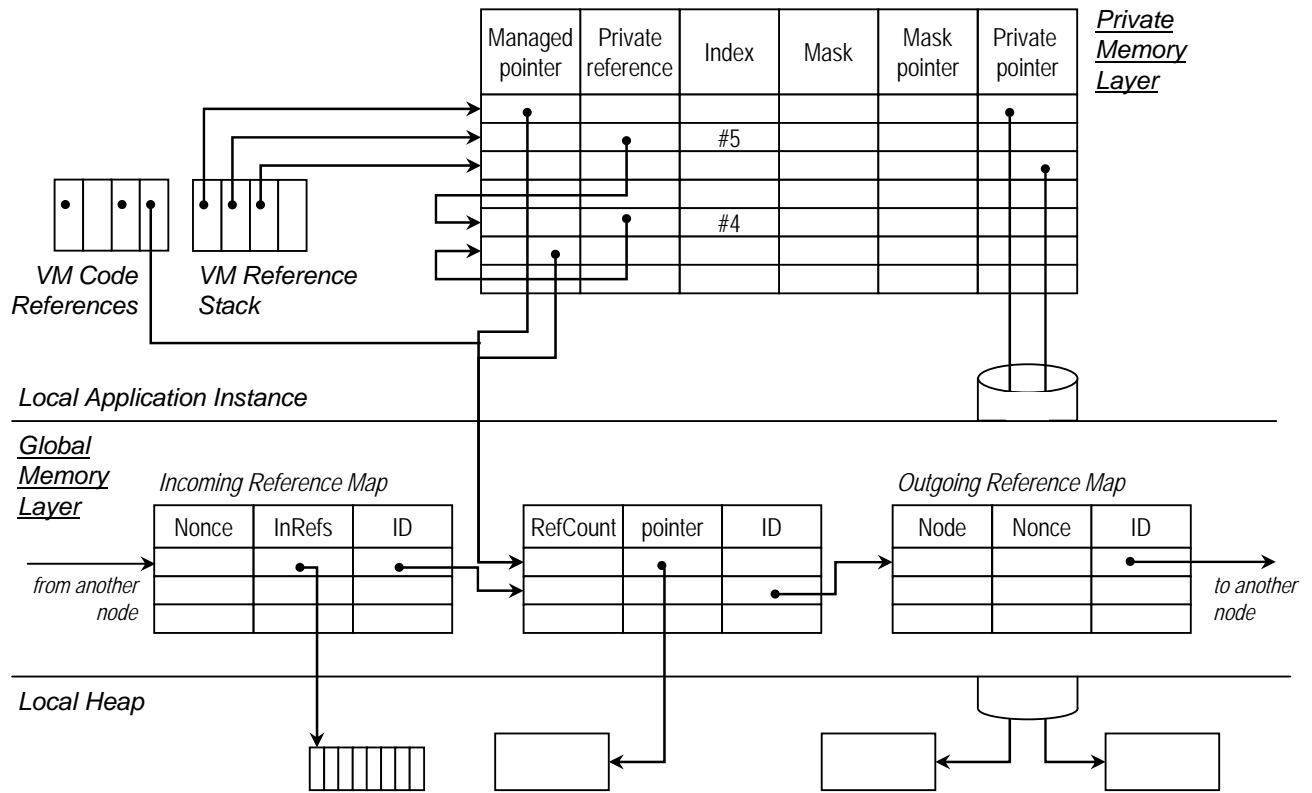 Managed pointer
Private reference
Index
Mask
Mask pointer
Private pointer
Private
Memory
Layer
#5
#4
VM Code
References
VM Reference
Stack
Local Application Instance
Global
Memory
Layer
Incoming Reference Map
Nonce
InRefs
ID
from another
node
RefCount
pointer
ID
Outgoing Reference Map
Node
Nonce
ID
to another
node
Local Heap